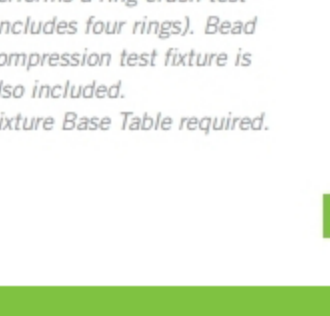 ncludes four rings). Bead
ompression test fixture, is
lso included.
ixture Base Table required.